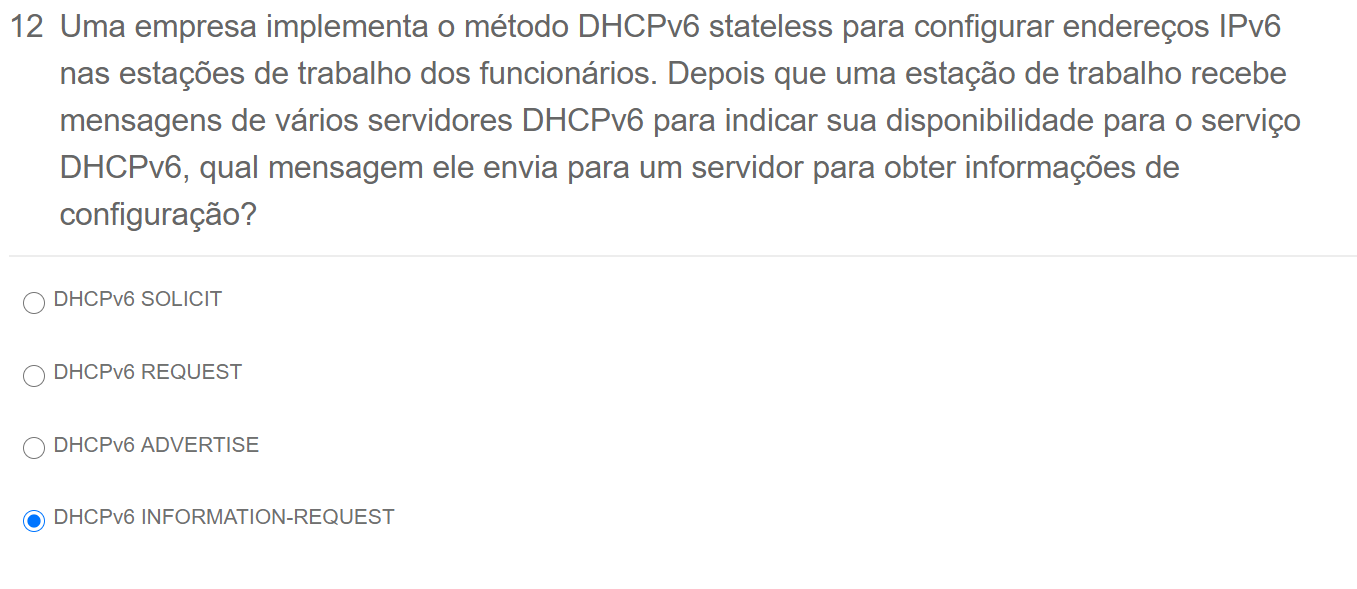 12 Uma empresa implementa o método DHCPv6 stateless para configurar endereços IPv6
nas estações de trabalho dos funcionários. Depois que uma estação de trabalho recebe
mensagens de vários servidores DHCPv6 para indicar sua disponibilidade para o serviço
DHCPv6, qual mensagem ele envia para um servidor para obter informações de
configuração?
DHCPv6 SOLICIT
DHCPv6 REQUEST
DHCPv6 ADVERTISE
DHCPv6 INFORMATION-REQUEST